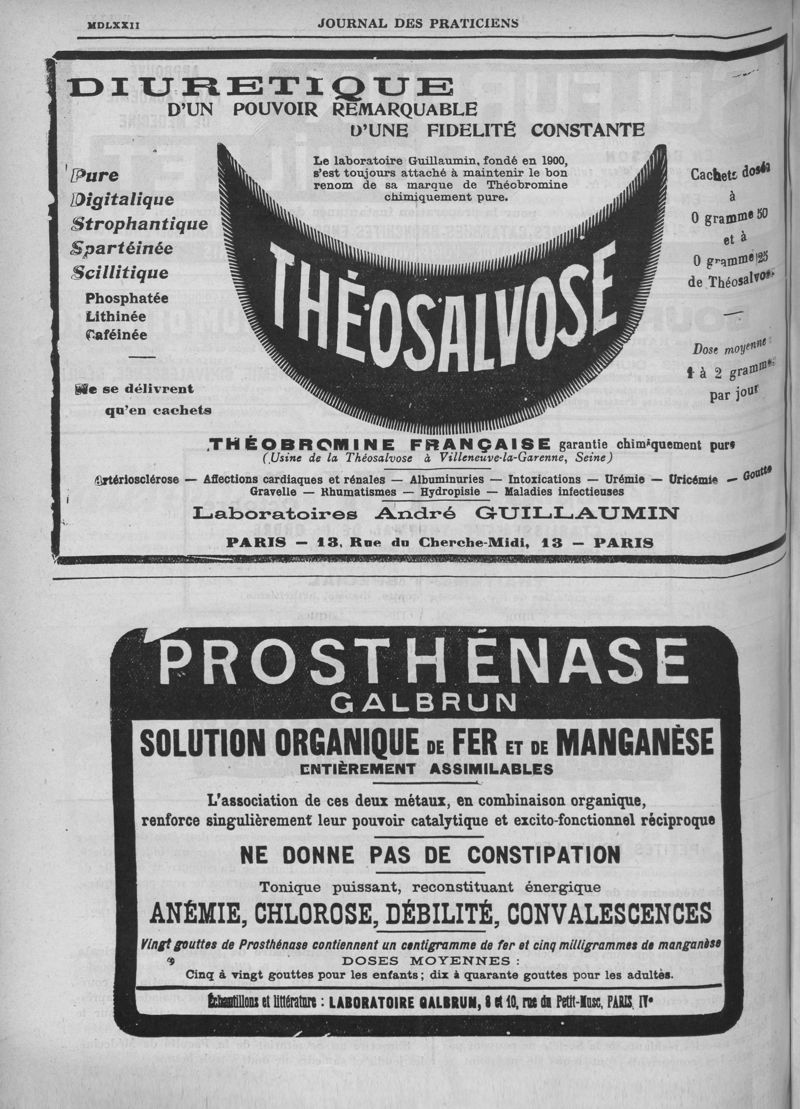 MDLXXII
JOURNAL DES PRATICIENS
DIURETIQUE
D'UN POUVOIR REMARQUABLE
D'UNE FIDELITÉ CONSTANTE
Le laboratoire Guillaumin, fondé en 1900,
s'est toujours attaché à maintenir le bon
renom de sa marque de Théobromine
chimiquement pure.
Pure
Digitalique
Strophantique
Spartéinée
Scillitique
Phosphatée
Lithinée
Caféinée
Ne se délivrent
qu'en cachets
THÉOSALVOSE
Cachets dosés
à
0 gramme 50
et à
0 gramme 25
de Théosalvose
Dose moyenne :
1 à 2 grammes
par jour
THÉOBROMINE FRANÇAISE garantie chimiquement pure
(Usine de la Théosalvose à Villeneuve-la-Garenne, Seine)
Artériosclérose — Affections cardiaques et rénales — Albuminuries — Intoxications — Urémie — Uricémie — Goutte
Gravelle — Rhumatismes — Hydropisie — Maladies infectieuses
Laboratoires André GUILLAUMIN
PARIS — 13, Rue du Cherche-Midi, 13 — PARIS
PROSTHÉNASE
GALBRUN
SOLUTION ORGANIQUE DE FER ET DE MANGANÈSE
ENTIÈREMENT ASSIMILABLES
L'association de ces deux métaux, en combinaison organique,
renforce singulièrement leur pouvoir catalytique et excito-fonctionnel réciproque
NE DONNE PAS DE CONSTIPATION
Tonique puissant, reconstituant énergique
ANÉMIE, CHLOROSE, DÉBILITÉ, CONVALESCENCES
Vingt gouttes de Prosthénase contiennent un centigramme de fer et cinq milligrammes de manganèse
DOSES MOYENNES :
Cinq à vingt gouttes pour les enfants ; dix à quarante gouttes pour les adultes.
Échantillons et littérature : LABORATOIRE GALBRUN, 8 et 10, rue du Petit-Musc, PARIS, IVe